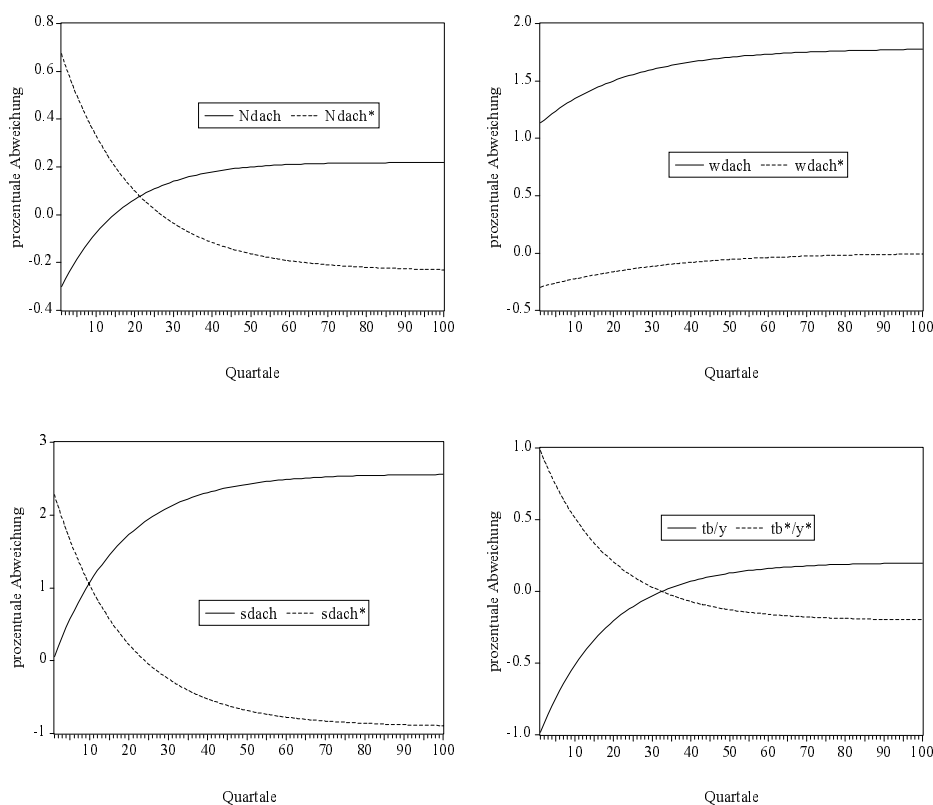 0.8
0.6
0.4
0.2
0.0
-0.2
-0.4
prozentuale Abweichung
Ndach Ndach*
10 20 30 40 50 60 70 80 90 100
Quartale
2.0
1.5
1.0
0.5
0.0
-0.5
prozentuale Abweichung
wdach wdach*
10 20 30 40 50 60 70 80 90 100
Quartale
3
2
1
0
-1
prozentuale Abweichung
sdach sdach*
10 20 30 40 50 60 70 80 90 100
Quartale
1.0
0.5
0.0
-0.5
-1.0
prozentuale Abweichung
tb/y tb*/y*
10 20 30 40 50 60 70 80 90 100
Quartale